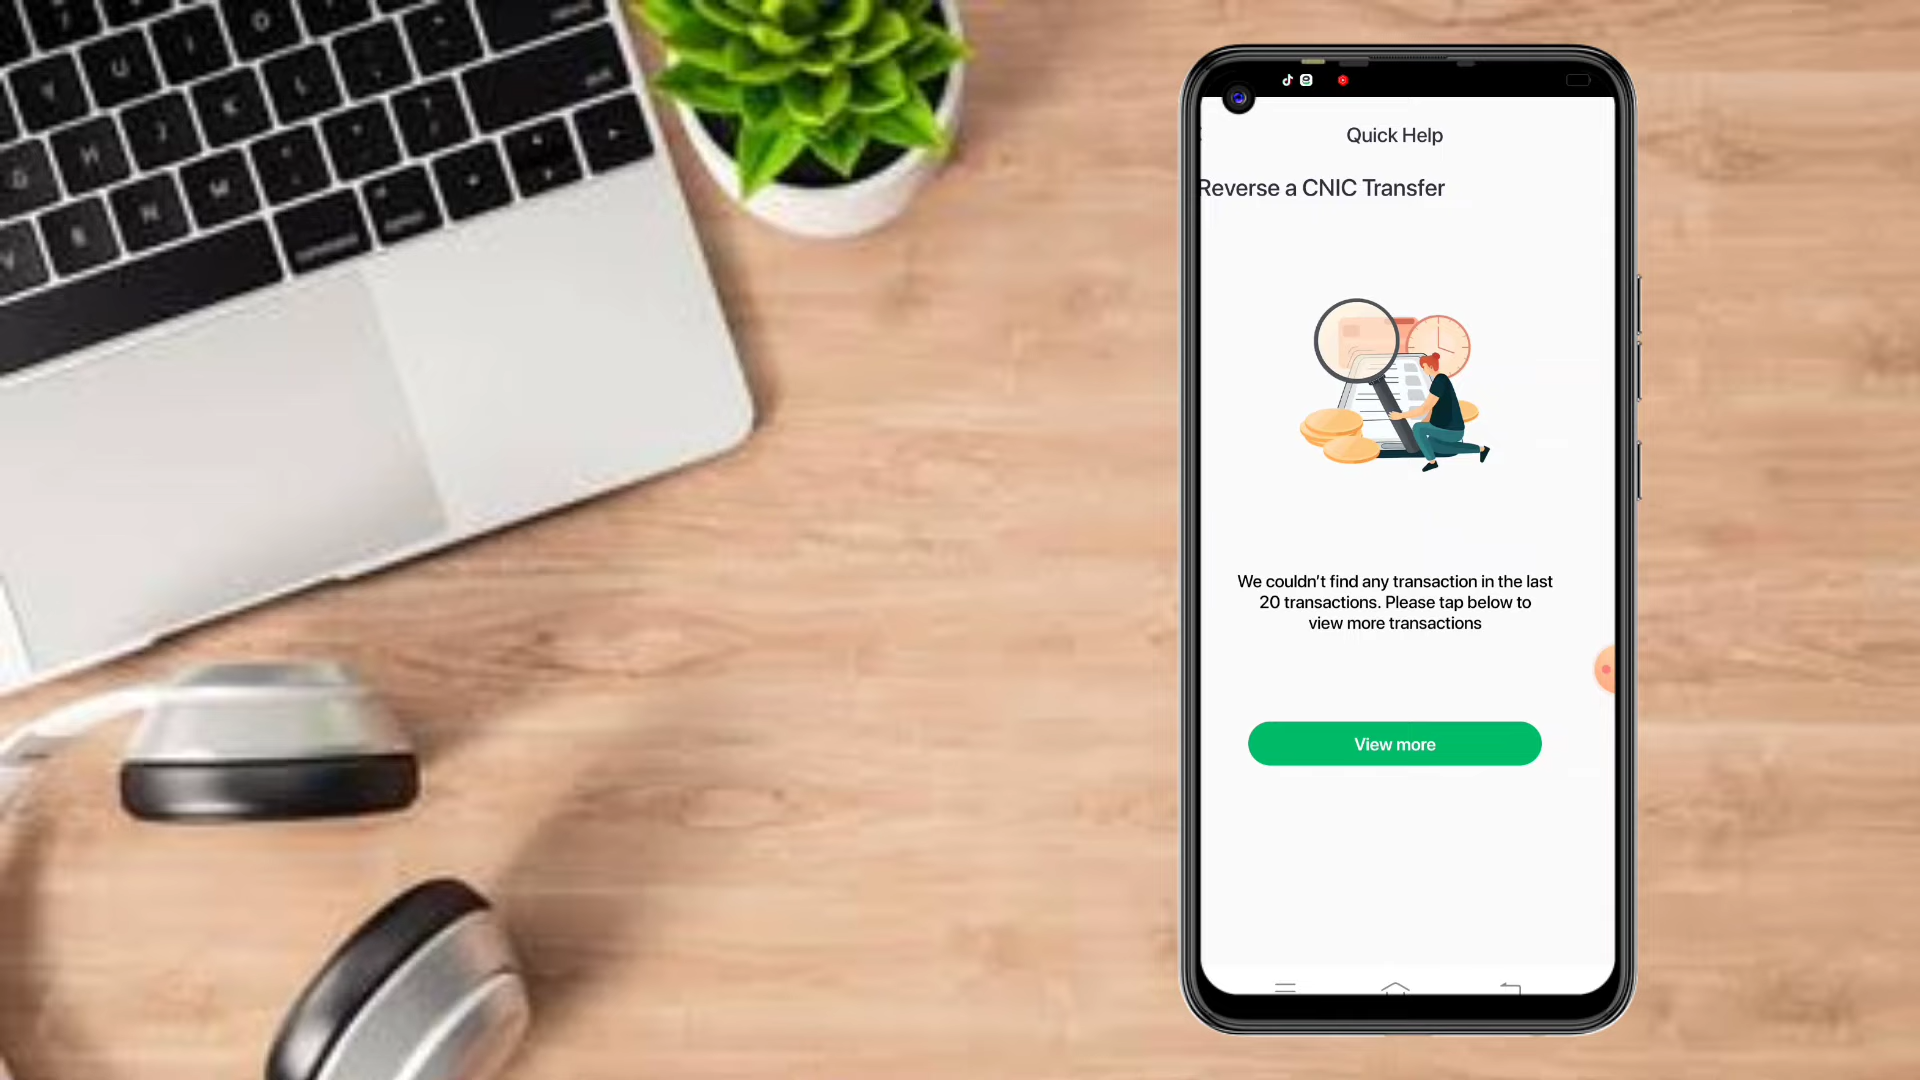 Quick Help
Reverse a CNIC Transfer
We couldn't find any transaction in the last
20 transactions. Please tap below to
view more transactions
View more